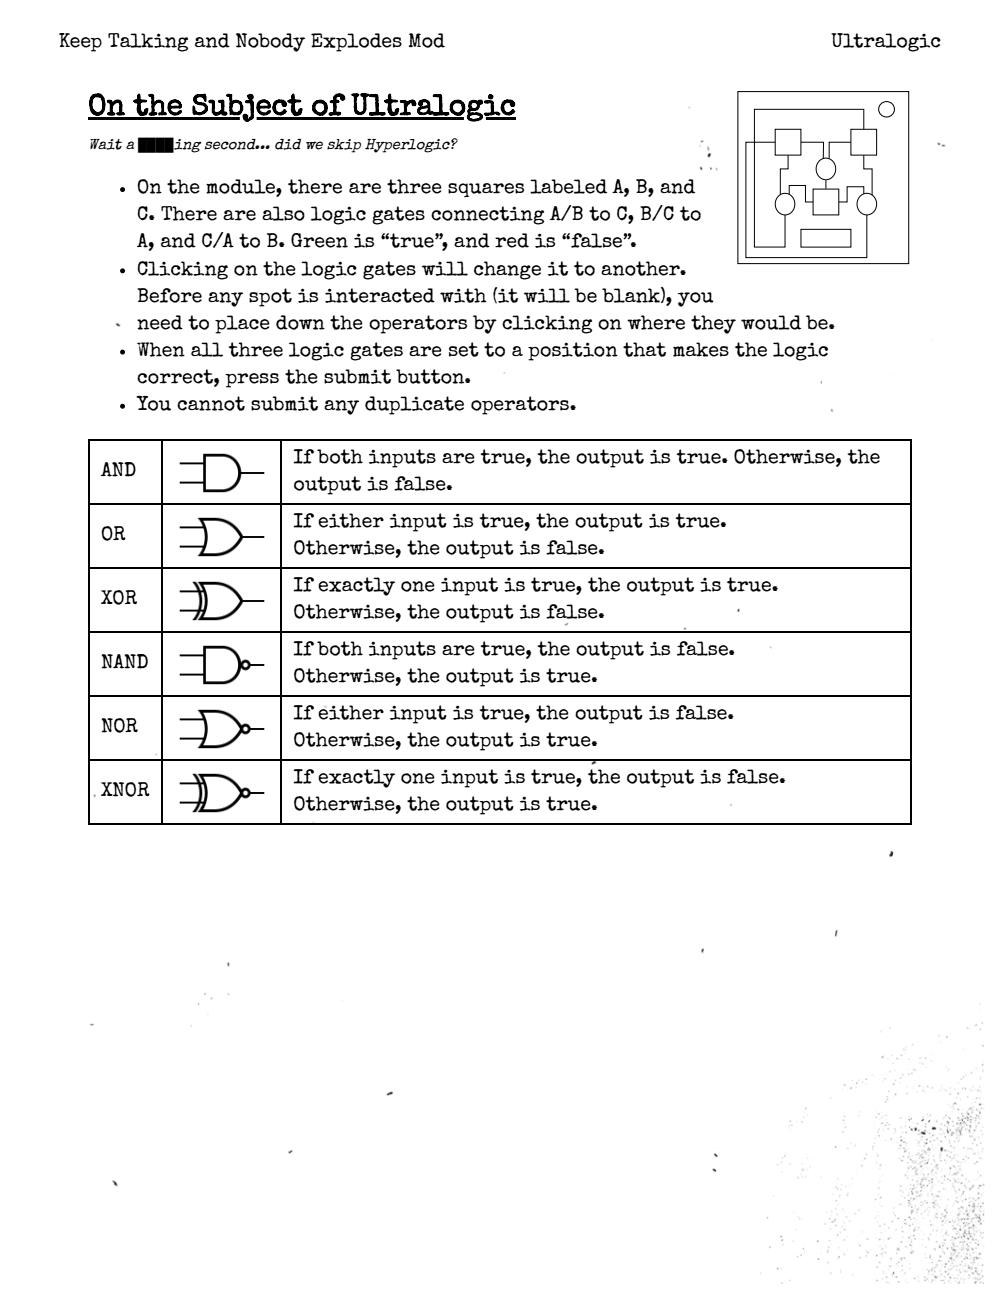 Keep Talking and Nobody Explodes Mod
Ultralogic
On the Subject of Ultralogic
Wait a ████ing second... did we skip Hyperlogic?
• On the module, there are three squares labeled A, B, and
C. There are also logic gates connecting A/B to C, B/C to
A, and C/A to B. Green is “true”, and red is “false”.
• Clicking on the logic gates will change it to another.
Before any spot is interacted with (it will be blank), you
need to place down the operators by clicking on where they would be.
• When all three logic gates are set to a position that makes the logic
correct, press the submit button.
• You cannot submit any duplicate operators.
AND
If both inputs are true, the output is true. Otherwise, the
output is false.
OR
If either input is true, the output is true.
Otherwise, the output is false.
XOR
If exactly one input is true, the output is true.
Otherwise, the output is false.
NAND
If both inputs are true, the output is false.
Otherwise, the output is true.
NOR
If either input is true, the output is false.
Otherwise, the output is true.
XNOR
If exactly one input is true, the output is false.
Otherwise, the output is true.